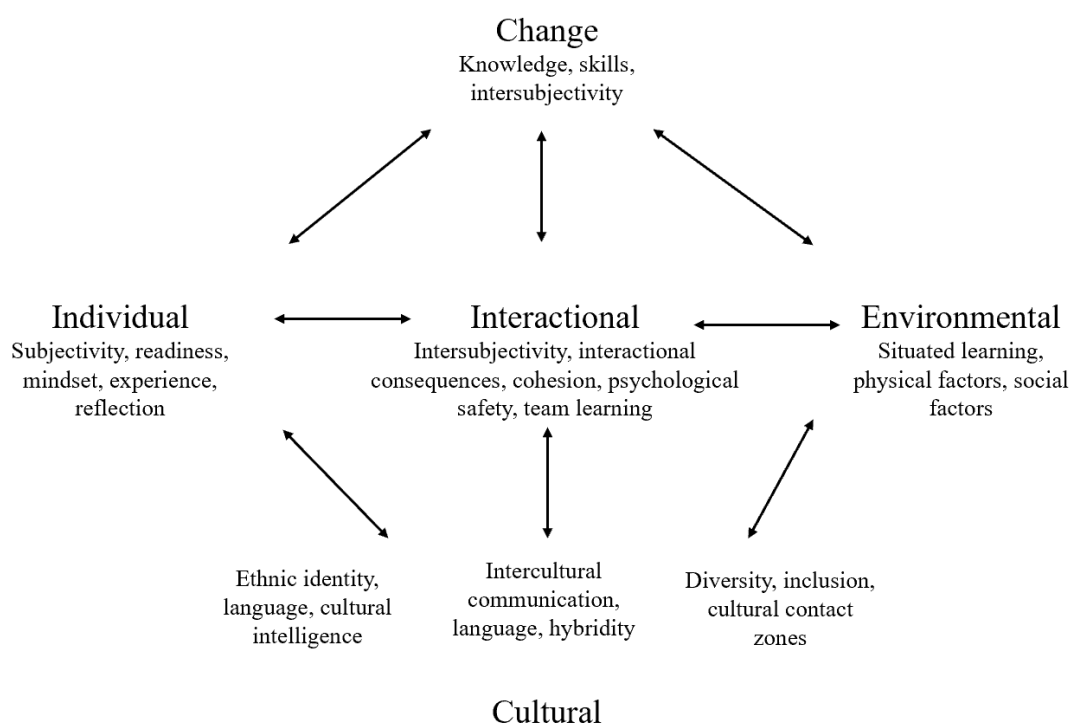 Change
Knowledge, skills,
intersubjectivity
Individual
Subjectivity, readiness,
mindset, experience,
reflection
Interactional
Intersubjectivity, interactional
consequences, cohesion, psychological
safety, team learning
Environmental
Situated learning,
physical factors, social
factors
Ethnic identity,
language, cultural
intelligence
Intercultural
communication,
language, hybridity
Diversity, inclusion,
cultural contact
zones
Cultural